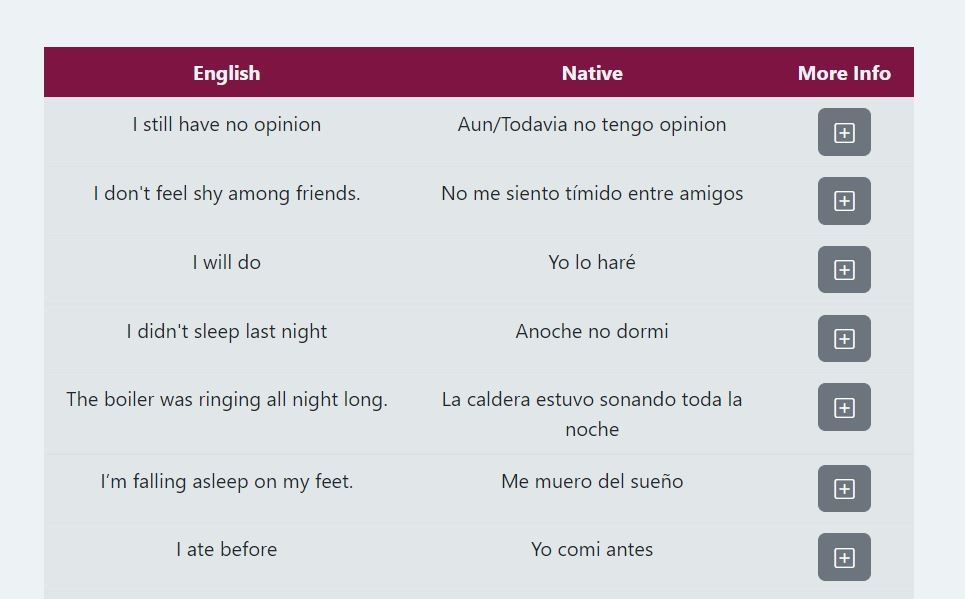 English Native More Info
I still have no opinion Aun/Todavia no tengo opinion
I don't feel shy among friends. No me siento tímido entre amigos
I will do Yo lo haré
I didn't sleep last night Anoche no dormi
The boiler was ringing all night long. La caldera estuvo sonando toda la
noche
I’m falling asleep on my feet. Me muero del sueño
I ate before Yo comi antes